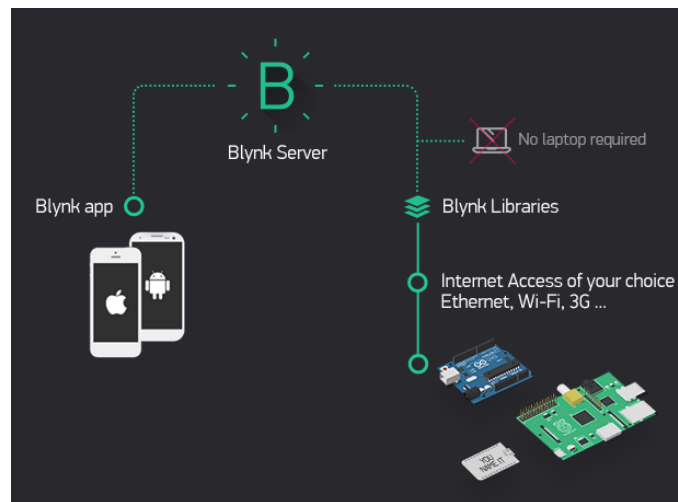 B
Blynk Server
No laptop required
Blynk app
Blynk Libraries
Internet Access of your choice
Ethernet, Wi-Fi, 3G ...
YOU
NAME IT